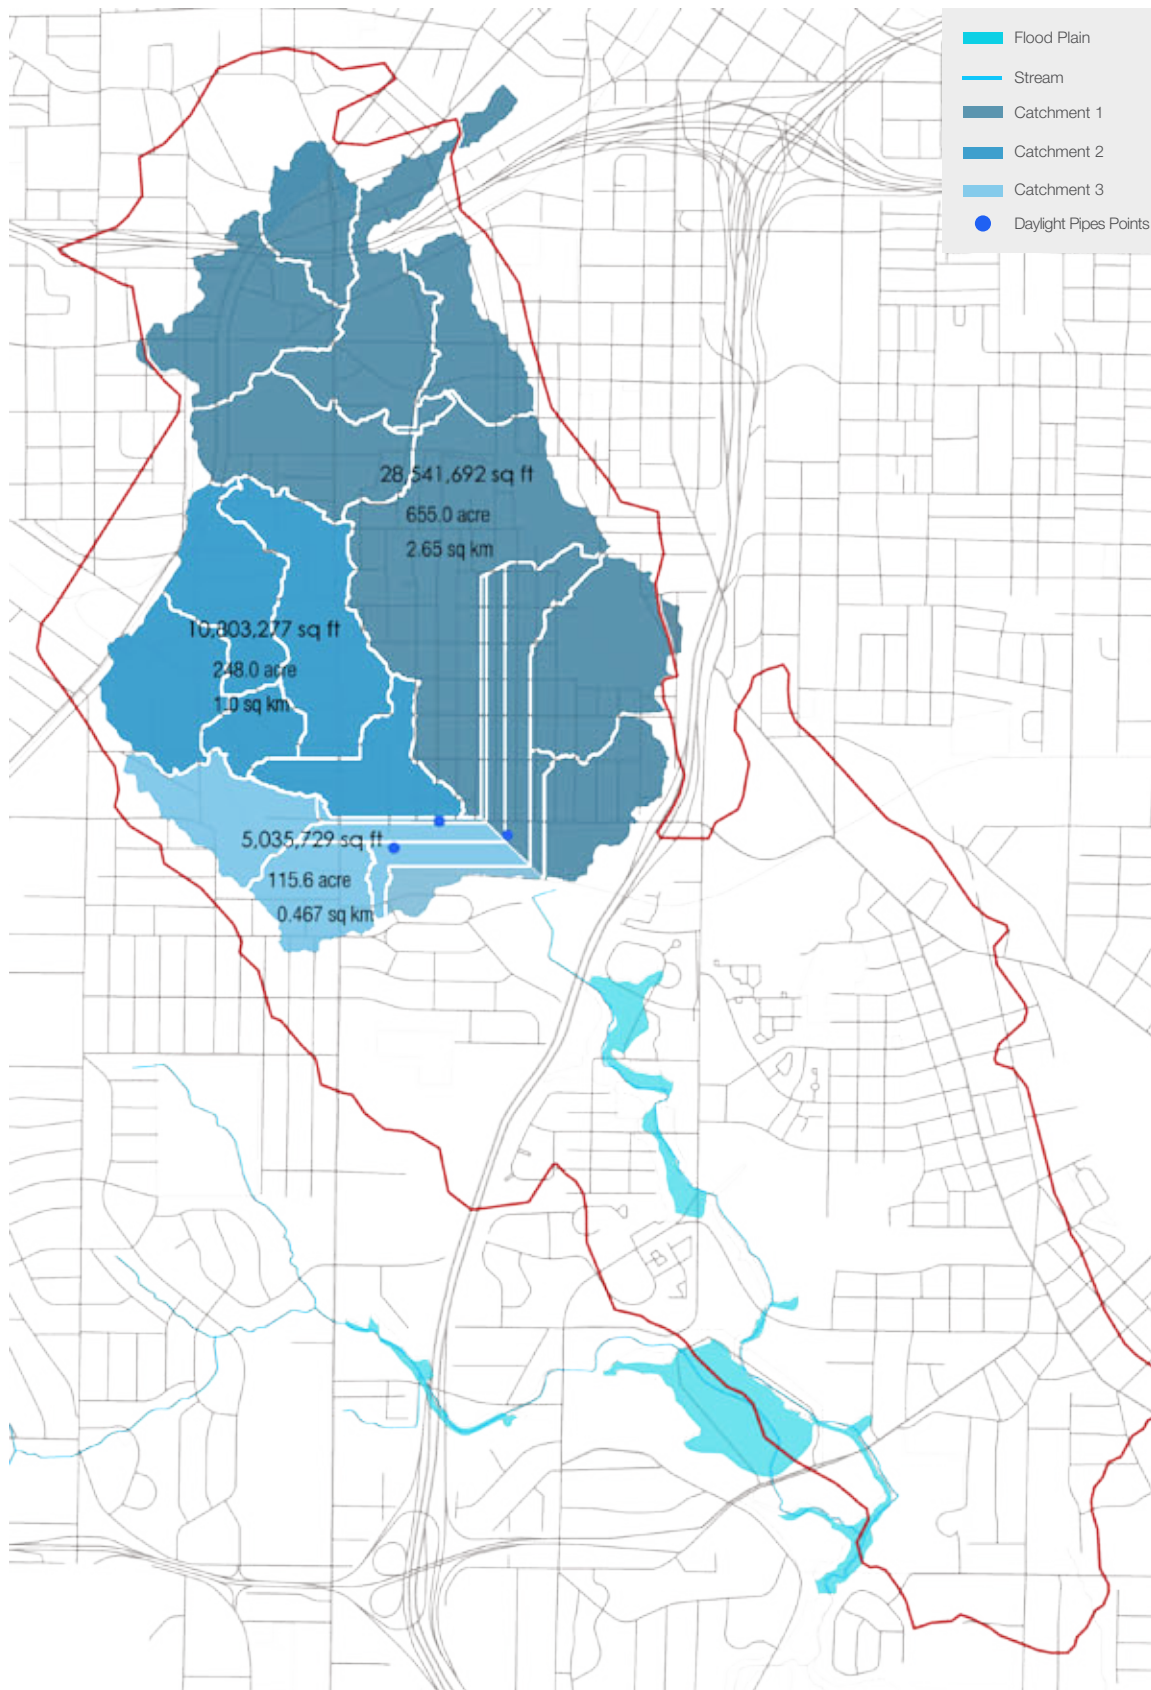 Flood Plain
Stream
Catchment 1
Catchment 2
Catchment 3
Daylight Pipes Points
28,541,692 sq ft
655.0 acre
2.65 sq km
10,803,277 sq ft
248.0 acre
1.0 sq km
5,035,729 sq ft
115.6 acre
0.467 sq km